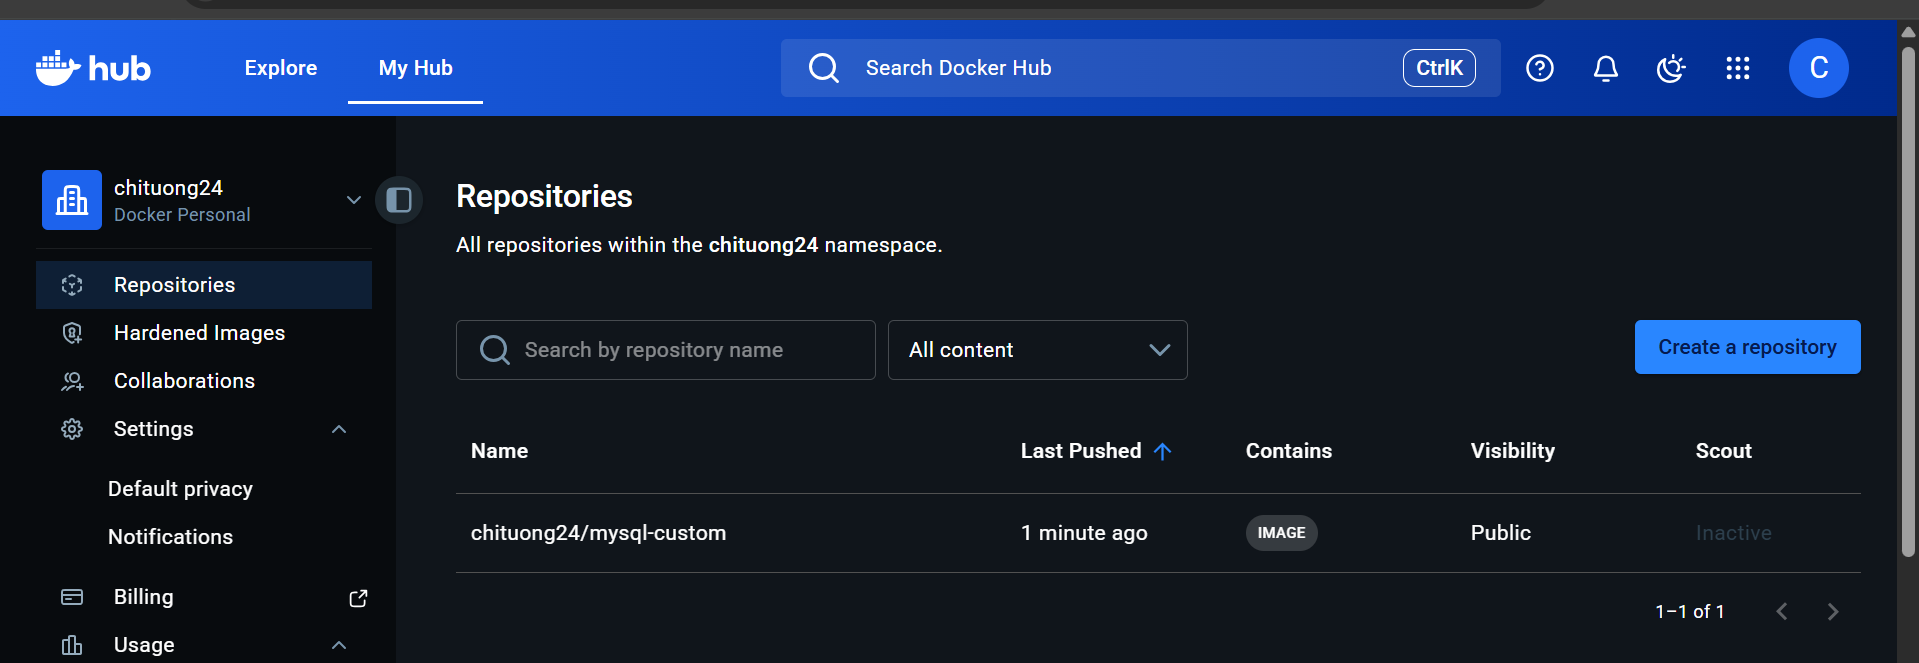 hub
Explore
My Hub
Search Docker Hub
CtrlK
C
chituong24
Docker Personal
Repositories
Hardened Images
Collaborations
Settings
Default privacy
Notifications
Billing
Usage
Repositories
All repositories within the chituong24 namespace.
Search by repository name
All content
Create a repository
Name Last Pushed Contains Visibility Scout
chituong24/mysql-custom 1 minute ago IMAGE Public Inactive
1–1 of 1